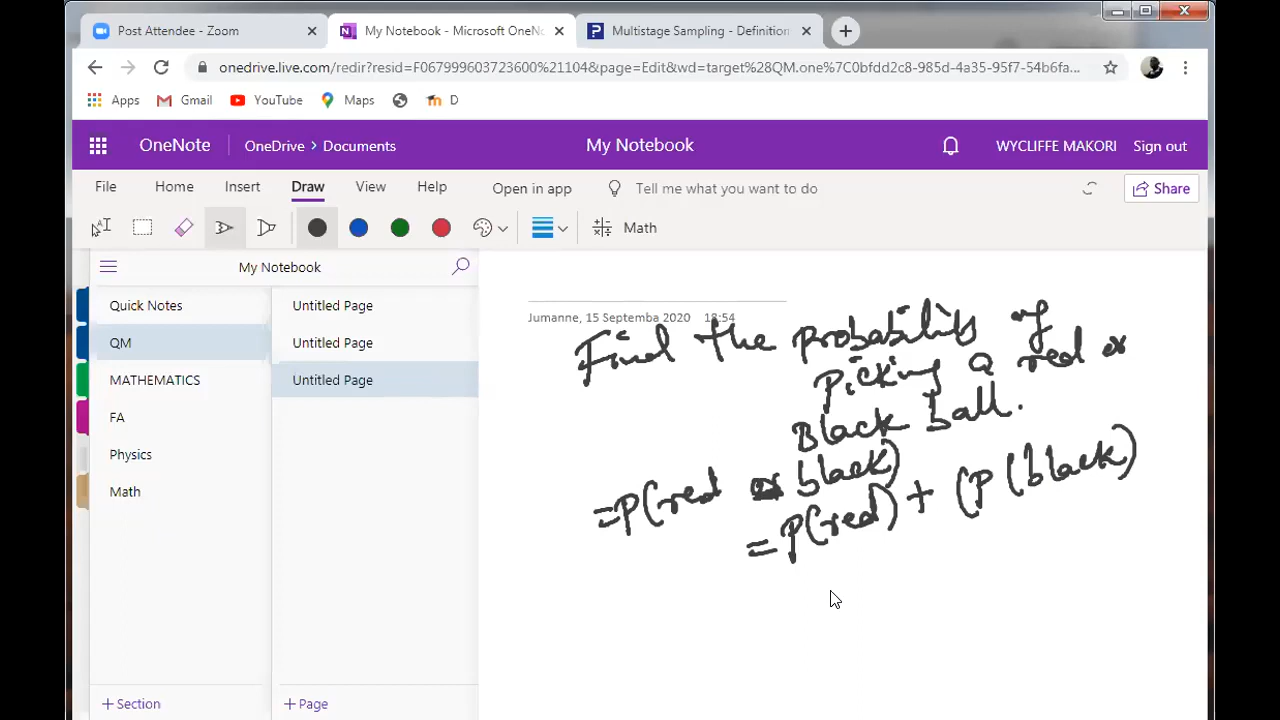 Post Attendee - Zoom
My Notebook - Microsoft OneNo
Multistage Sampling - Definition
onedrive.live.com/redir?resid=F067999603723600%21104&page=Edit&wd=target%28QM.one%7C0bfdd2c8-985d-4a35-95f7-54b6fa...
Apps Gmail YouTube Maps D
OneNote OneDrive > Documents My Notebook WYCLIFFE MAKORI Sign out
File Home Insert Draw View Help Open in app Tell me what you want to do Share
Math
My Notebook
Quick Notes
QM
MATHEMATICS
FA
Physics
Math
+ Section
Untitled Page
Untitled Page
Untitled Page
+ Page
Jumanne, 15 Septemba 2020 18:54
Find the probability of
Picking a red or
Black ball.
=P(red or black)
=P(red) + (P(black)